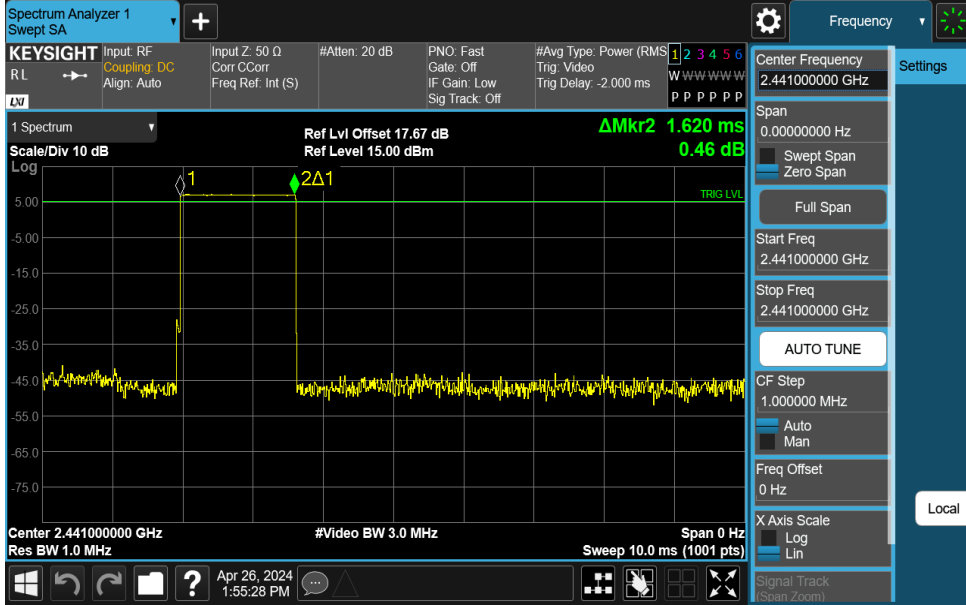 Spectrum Analyzer 1
Swept SA
+
Frequency
KEYSIGHT
R L
LXI
Input: RF
Coupling: DC
Align: Auto
Input Z: 50 Ω
Corr CCorr
Freq Ref: Int (S)
#Atten: 20 dB
PNO: Fast
Gate: Off
IF Gain: Low
Sig Track: Off
#Avg Type: Power (RMS
Trig: Video
Trig Delay: -2.000 ms
1 2 3 4 5 6
W W W W W W
P P P P P P
1 Spectrum
Scale/Div 10 dB
Log
Ref Lvl Offset 17.67 dB
Ref Level 15.00 dBm
ΔMkr2 1.620 ms
0.46 dB
1
2Δ1
TRIG LVL
5.00
-5.00
-15.0
-25.0
-35.0
-45.0
-55.0
-65.0
-75.0
Center 2.441000000 GHz
Res BW 1.0 MHz
#Video BW 3.0 MHz
Span 0 Hz
Sweep 10.0 ms (1001 pts)
?
Apr 26, 2024
1:55:28 PM
Center Frequency
2.441000000 GHz
Span
0.00000000 Hz
Swept Span
Zero Span
Full Span
Start Freq
2.441000000 GHz
Stop Freq
2.441000000 GHz
AUTO TUNE
CF Step
1.000000 MHz
Auto
Man
Freq Offset
0 Hz
X Axis Scale
Log
Lin
Signal Track
(Span Zoom)
Settings
Local